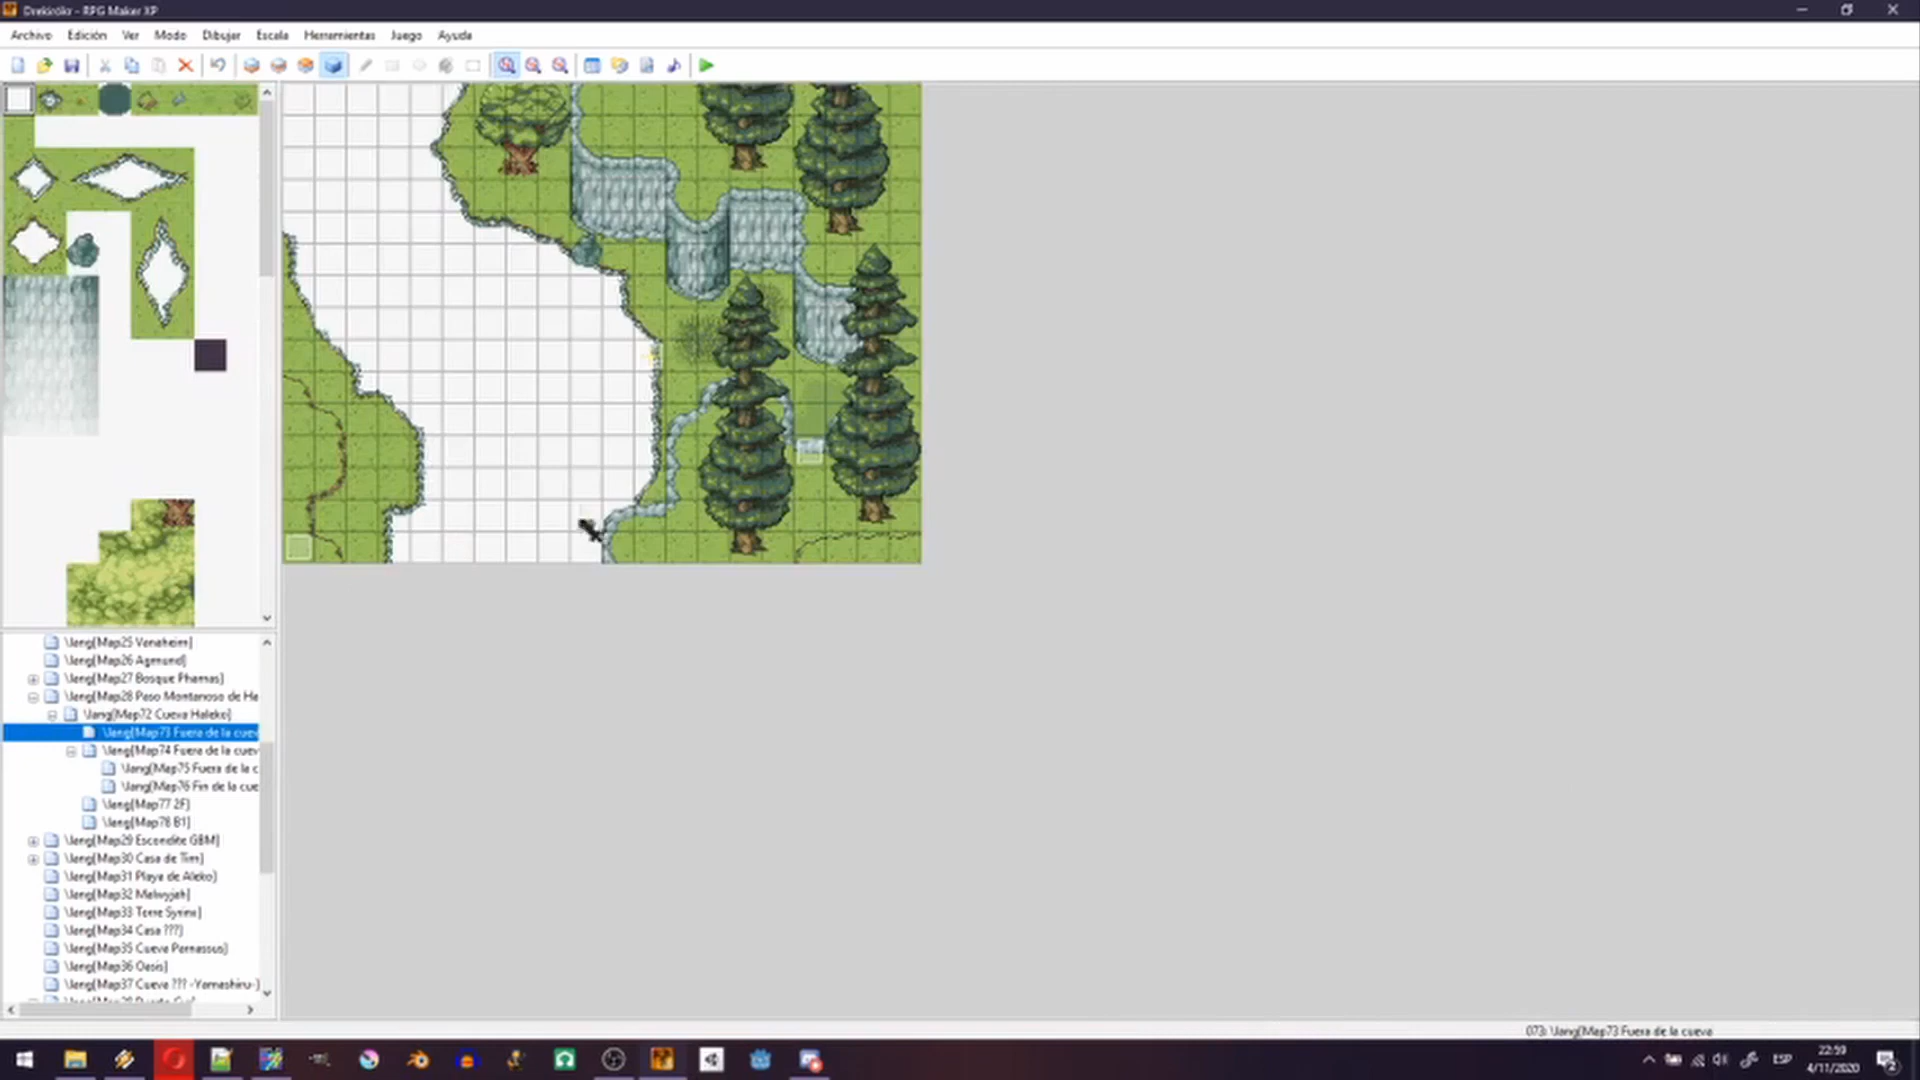 Drekirökr - RPG Maker XP
Archivo Edición Ver Modo Dibujar Escala Herramientas Juego Ayuda
\lang[Map25 Vanaheim]
\lang[Map26 Agmund]
\lang[Map27 Bosque Phamas]
\lang[Map28 Paso Montanoso de Ha
\lang[Map72 Cueva Haleko]
\lang[Map73 Fuera de la cuev
\lang[Map74 Fuera de la cuev
\lang[Map75 Fuera de la c
\lang[Map76 Fin de la cue
\lang[Map77 2F]
\lang[Map78 B1]
\lang[Map29 Escondite GBM]
\lang[Map30 Casa de Tim]
\lang[Map31 Playa de Aleko]
\lang[Map32 Melwyjah]
\lang[Map33 Torre Syrinx]
\lang[Map34 Casa ???]
\lang[Map35 Cueva Parnassus]
\lang[Map36 Oasis]
\lang[Map37 Cueva ??? -Yamashiru-]
073: \lang[Map73 Fuera de la cueva
ESP
22:59
4/11/2020